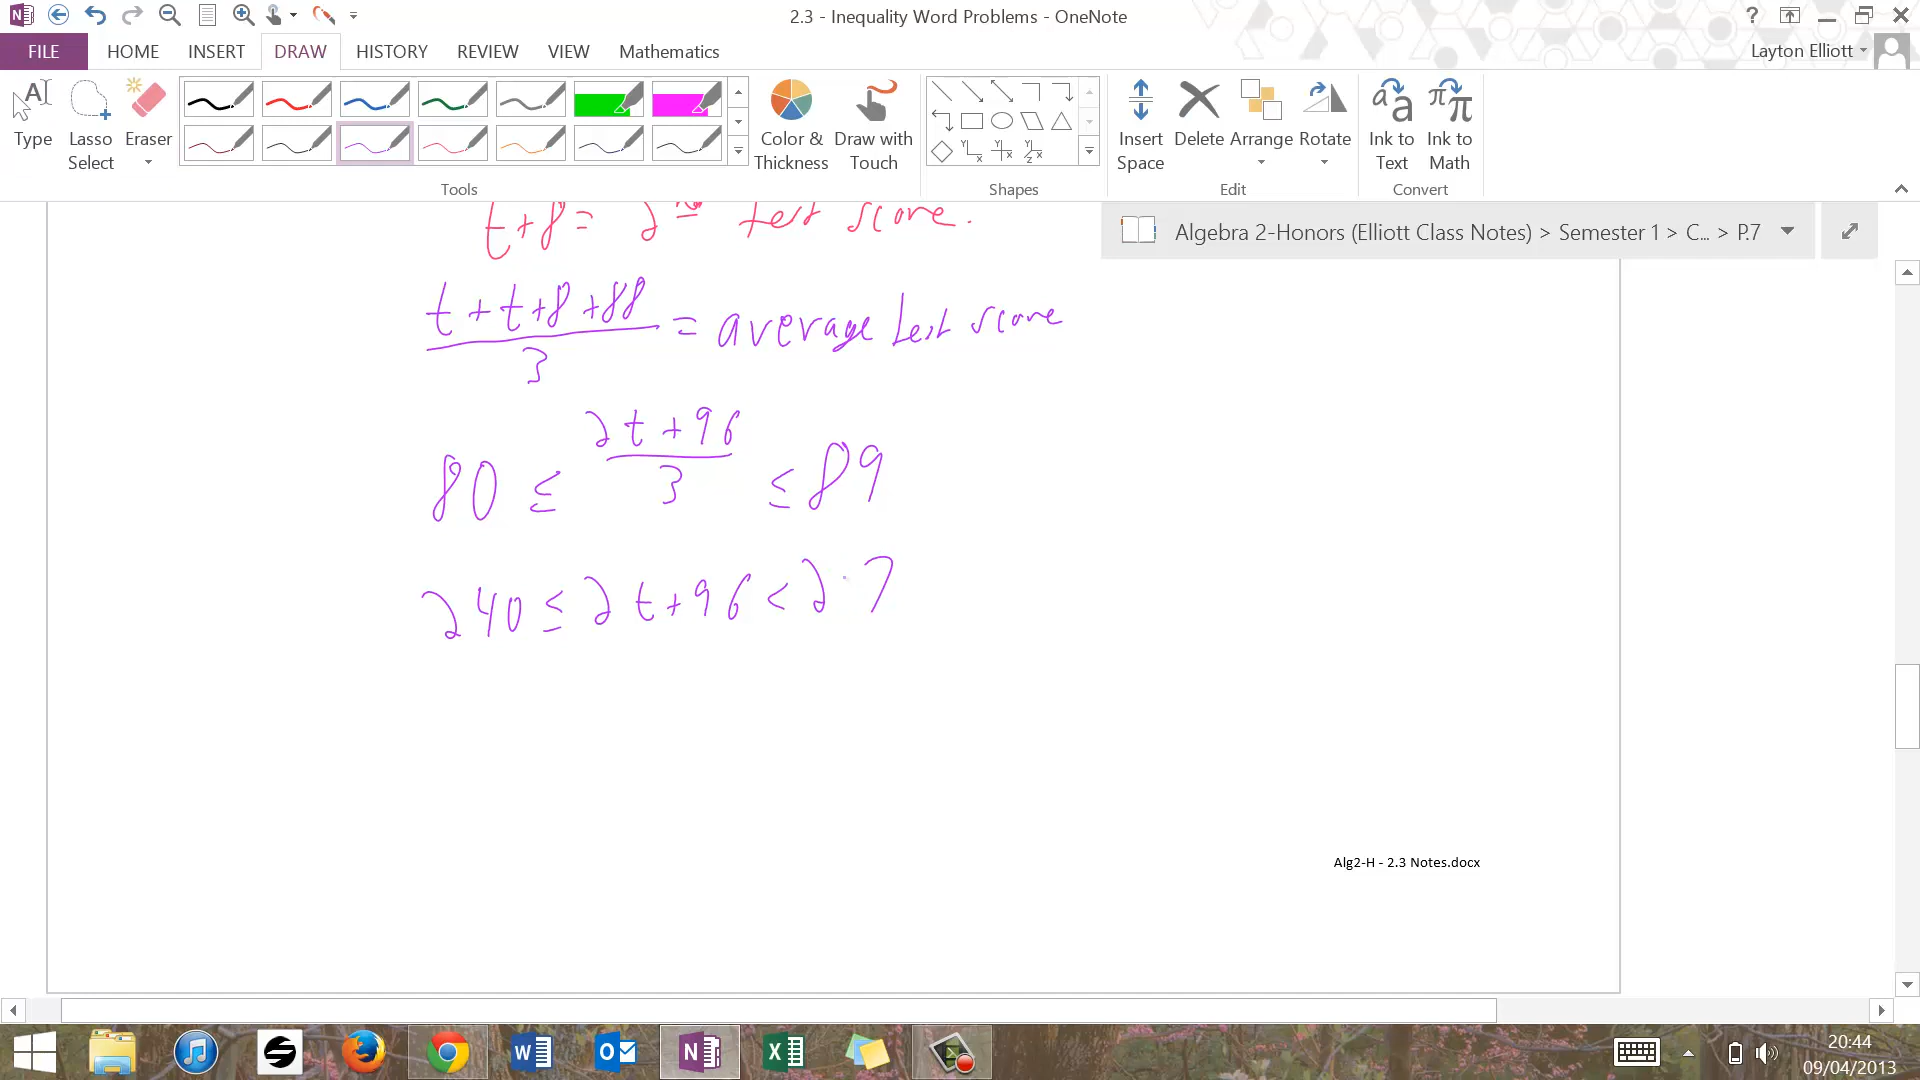 2.3 - Inequality Word Problems - OneNote
?
FILE HOME INSERT DRAW HISTORY REVIEW VIEW Mathematics
Layton Elliott
Type
Lasso Select
Eraser
Color & Thickness
Draw with Touch
Insert Space
Delete
Arrange
Rotate
Ink to Text
Ink to Math
Tools
Shapes
Edit
Convert
Algebra 2-Honors (Elliott Class Notes) > Semester 1 > C... > P.7
t+8 = 2nd test score.
t + t + 8 + 88
3
= average test score
2t + 96
80 ≤
3
≤ 89
240 ≤ 2t + 96 < 2 7
Alg2-H - 2.3 Notes.docx
20:44
09/04/2013